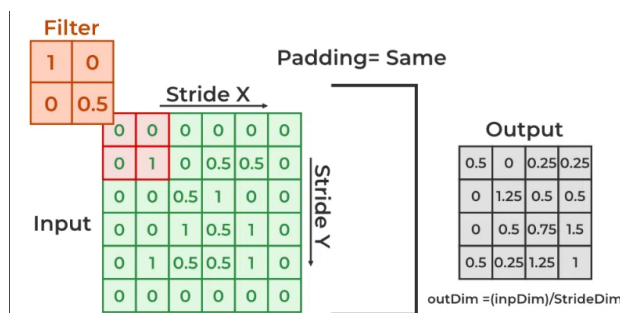 Filter
1 0
0 0.5
Padding= Same
Stride X
0 0 0 0 0 0
0 1 0 0.5 0.5 0
0 0 0.5 1 0 0
0 0 1 0.5 1 0
0 1 0.5 0.5 1 0
0 0 0 0 0 0
Input
Stride Y
Output
0.5 0 0.25 0.25
0 1.25 0.5 0.5
0 0.5 0.75 1.5
0.5 0.25 1.25 1
outDim =(inpDim)/StrideDim